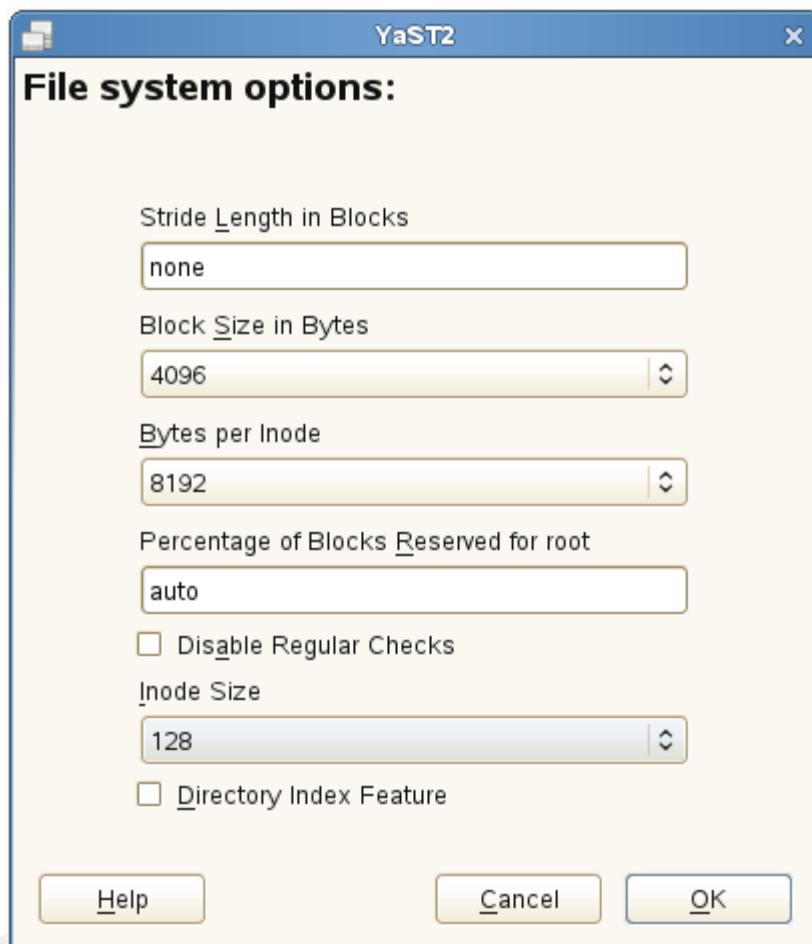 YaST2
File system options:
Stride Length in Blocks
none
Block Size in Bytes
4096
Bytes per Inode
8192
Percentage of Blocks Reserved for root
auto
Disable Regular Checks
Inode Size
128
Directory Index Feature
Help Cancel OK